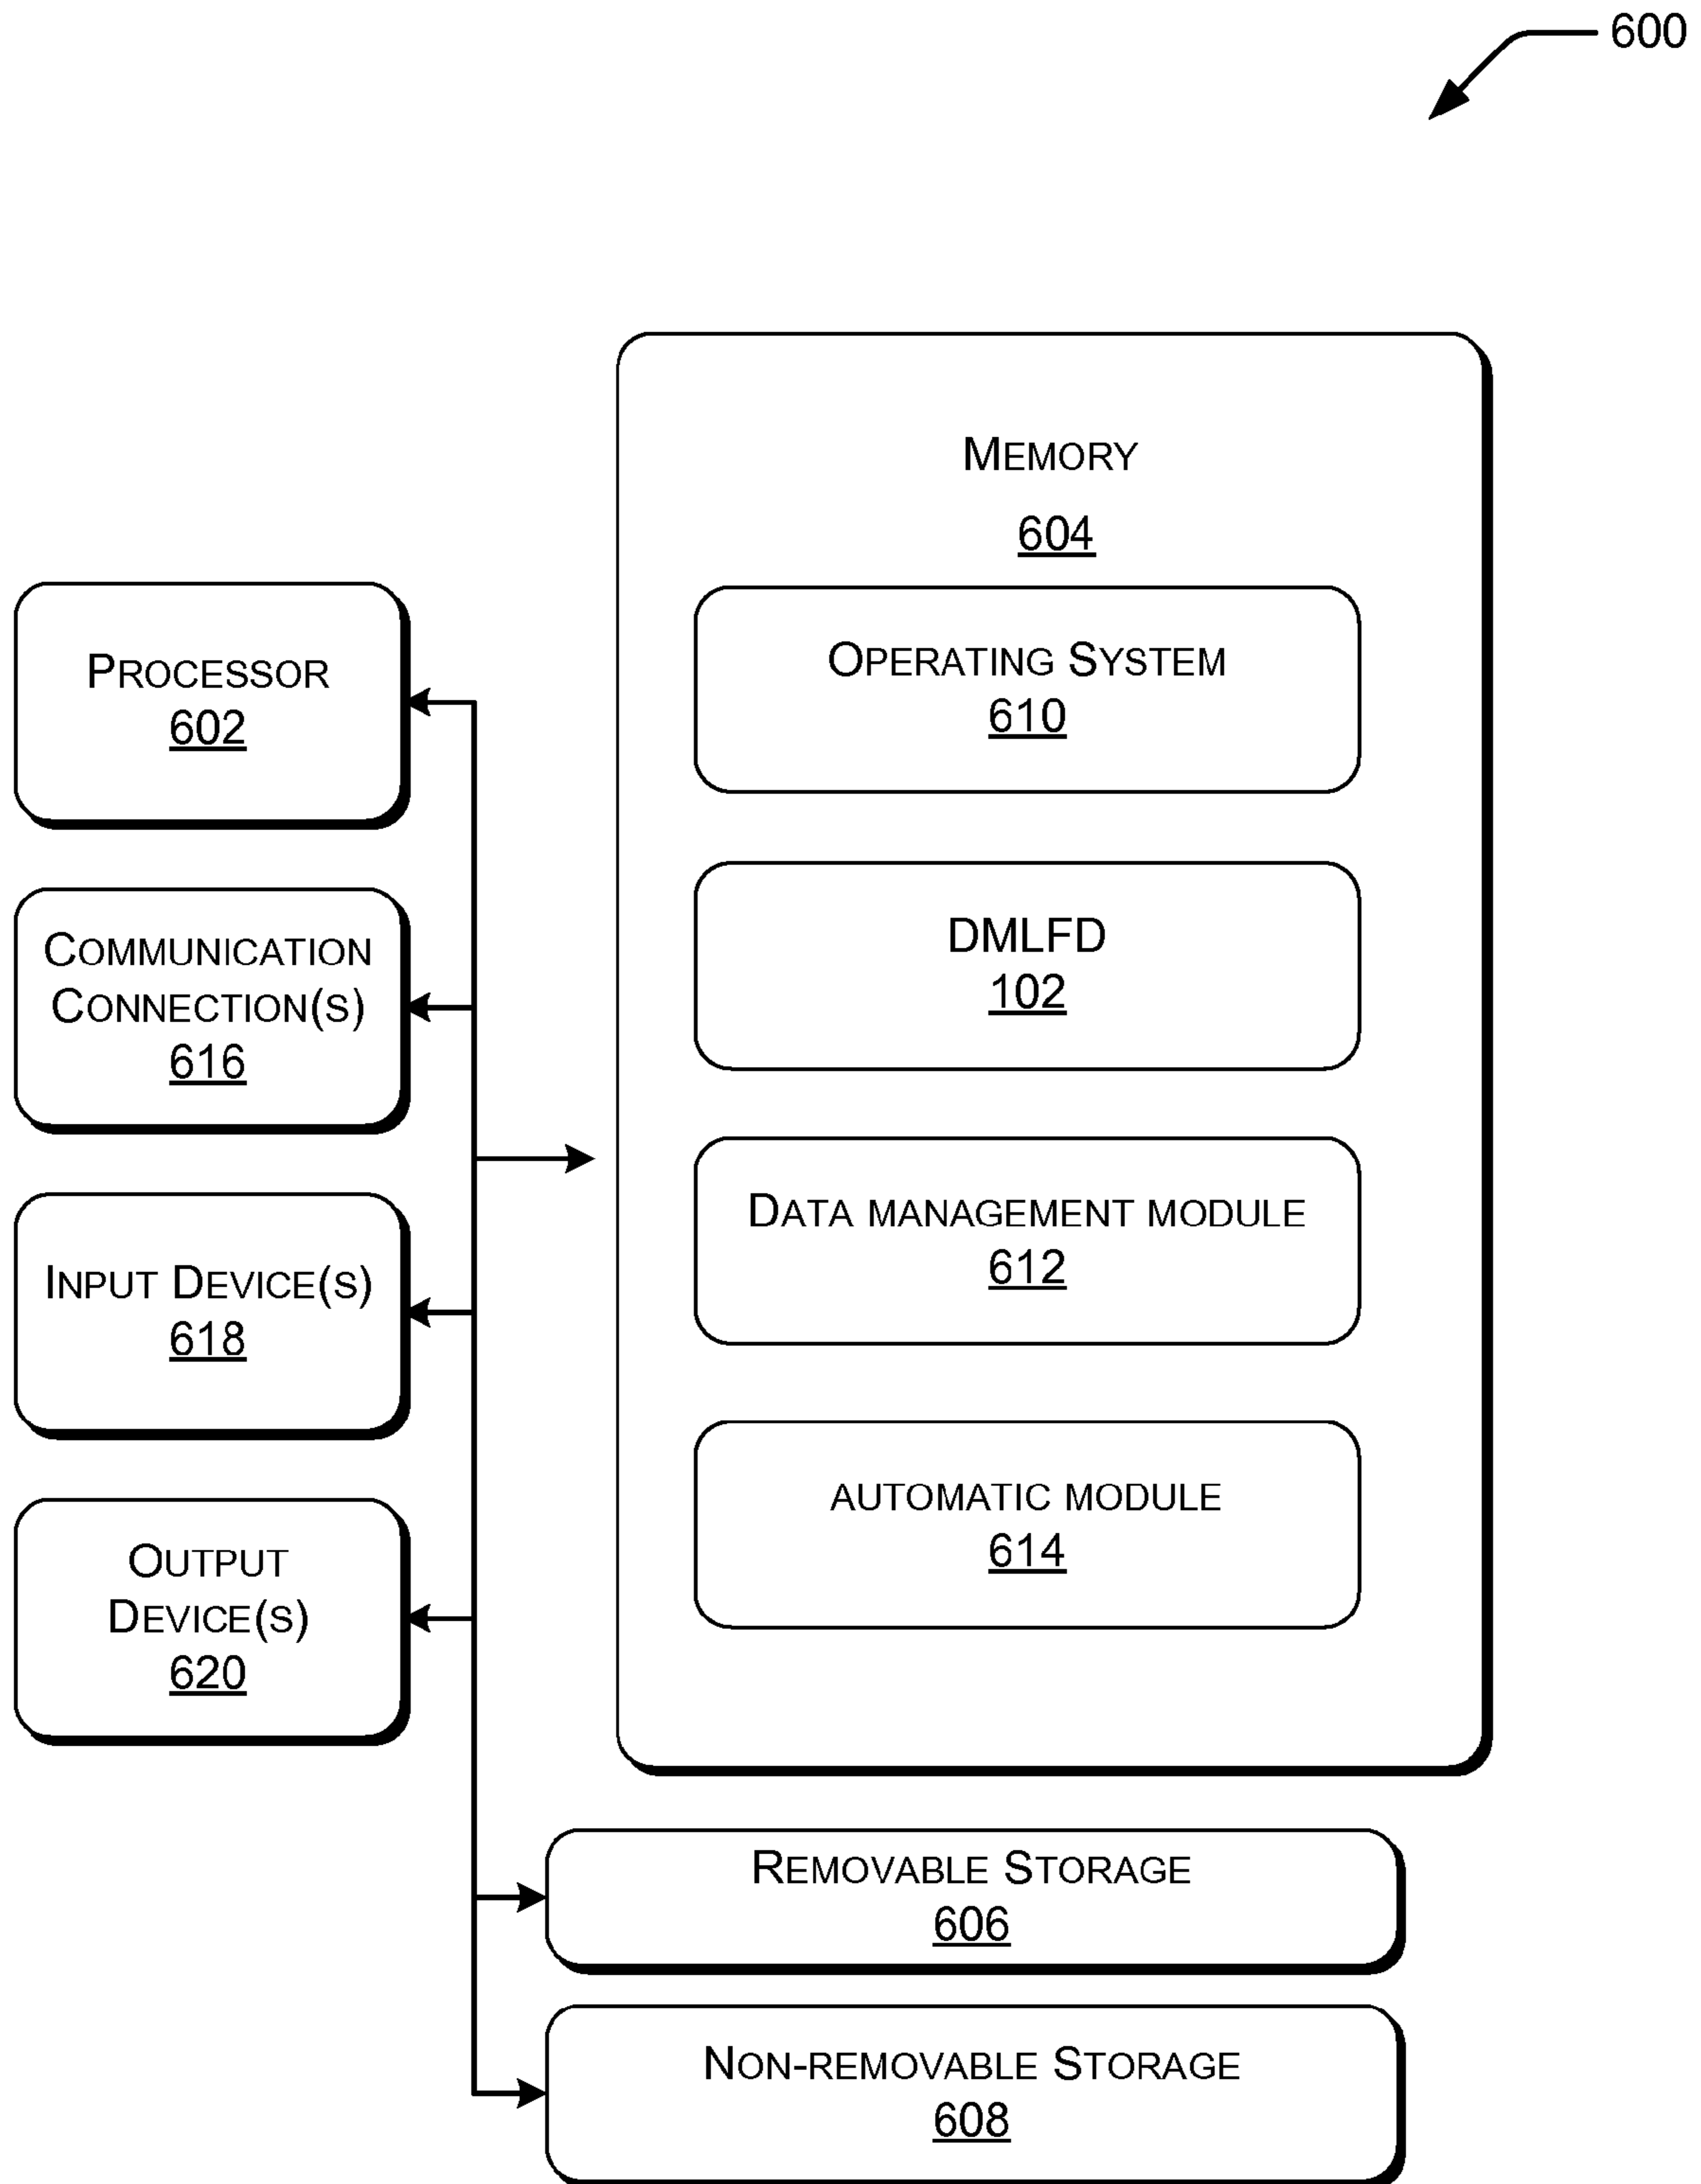 600
Memory
604
Operating System
610
DMLFD
102
Data management module
612
automatic module
614
Processor
602
Communication
Connection(s)
616
Input Device(s)
618
Output
Device(s)
620
Removable Storage
606
Non-removable Storage
608